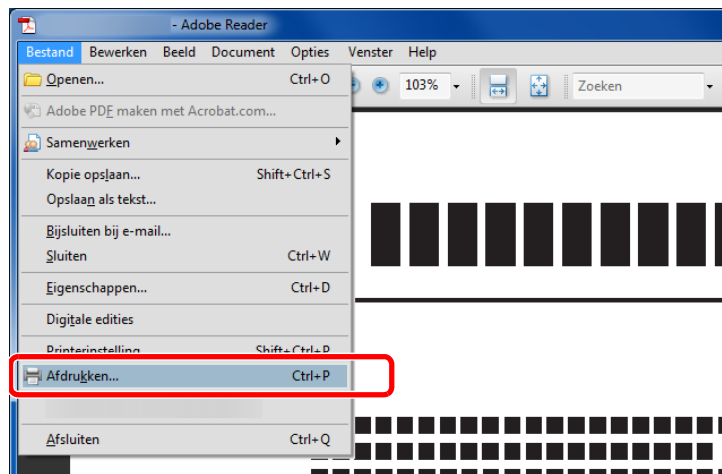 - Adobe Reader
Bestand Bewerken Beeld Document Opties Venster Help
Openen... Ctrl+O
103% Zoeken
Adobe PDF maken met Acrobat.com...
Samenwerken
Kopie opslaan... Shift+Ctrl+S
Opslaan als tekst...
Bijsluiten bij e-mail...
Sluiten Ctrl+W
Eigenschappen... Ctrl+D
Digitale edities
Printerinstelling Shift+Ctrl+P
Afdrukken... Ctrl+P
Afsluiten Ctrl+Q